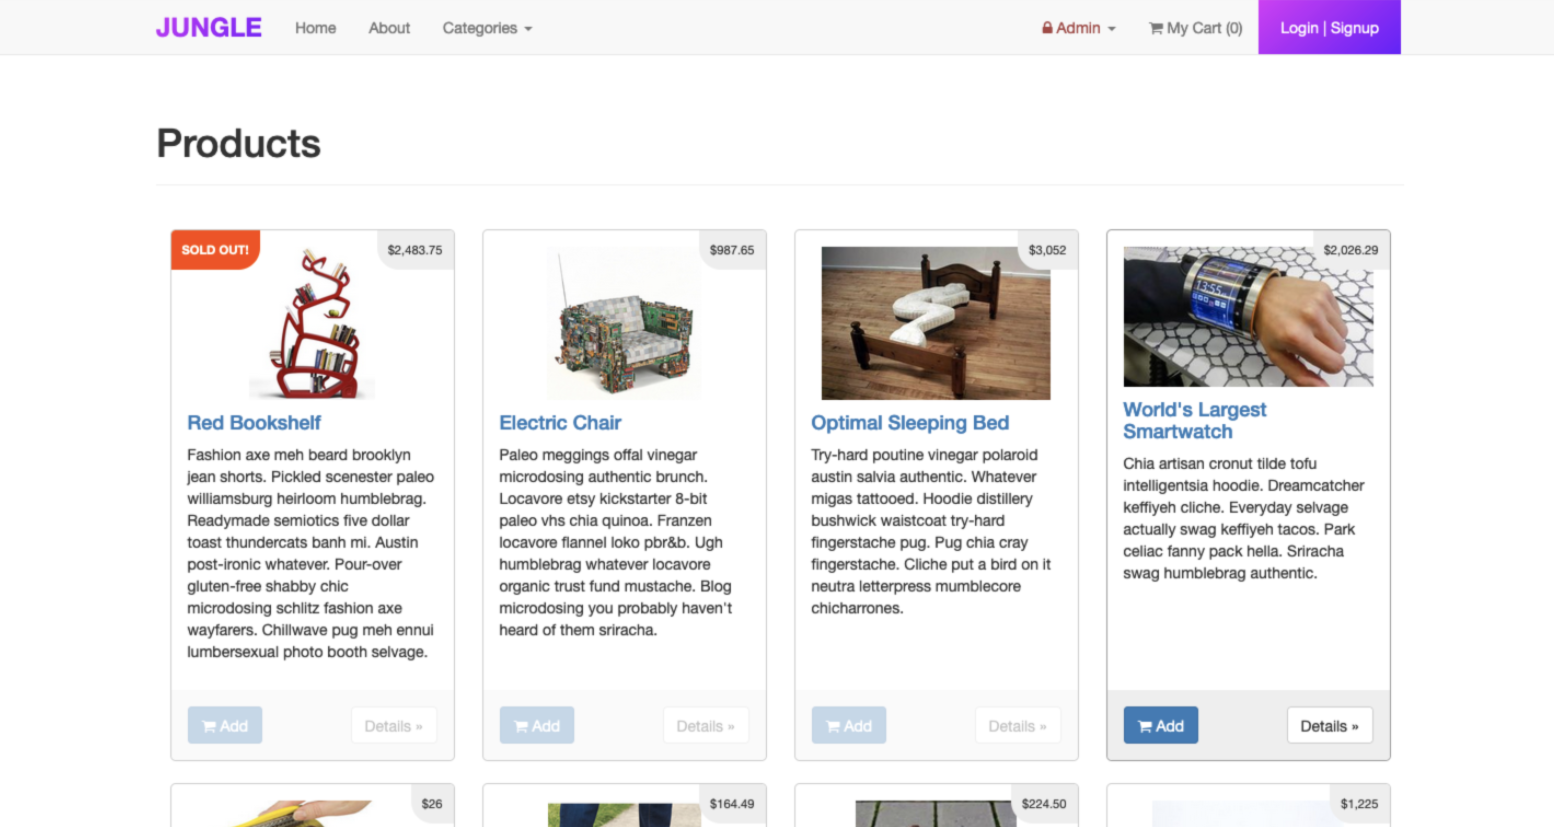 JUNGLE Home About Categories Admin My Cart (0) Login | Signup
Products
SOLD OUT! $2,483.75
Red Bookshelf
Fashion axe meh beard brooklyn
jean shorts. Pickled scenester paleo
williamsburg heirloom humblebrag.
Readymade semiotics five dollar
toast thundercats banh mi. Austin
post-ironic whatever. Pour-over
gluten-free shabby chic
microdosing schlitz fashion axe
wayfarers. Chillwave pug meh ennui
lumbersexual photo booth selvage.
Add Details »
$987.65
Electric Chair
Paleo meggings offal vinegar
microdosing authentic brunch.
Locavore etsy kickstarter 8-bit
paleo vhs chia quinoa. Franzen
locavore flannel loko pbr&b. Ugh
humblebrag whatever locavore
organic trust fund mustache. Blog
microdosing you probably haven't
heard of them sriracha.
Add Details »
$3,052
Optimal Sleeping Bed
Try-hard poutine vinegar polaroid
austin salvia authentic. Whatever
migas tattooed. Hoodie distillery
bushwick waistcoat try-hard
fingerstache pug. Pug chia cray
fingerstache. Cliche put a bird on it
neutra letterpress mumblecore
chicharrones.
Add Details »
$2,026.29
13:55
World's Largest
Smartwatch
Chia artisan cronut tilde tofu
intelligentsia hoodie. Dreamcatcher
keffiyeh cliche. Everyday selvage
actually swag keffiyeh tacos. Park
celiac fanny pack hella. Sriracha
swag humblebrag authentic.
Add Details »
$26
$164.49
$224.50
$1,225